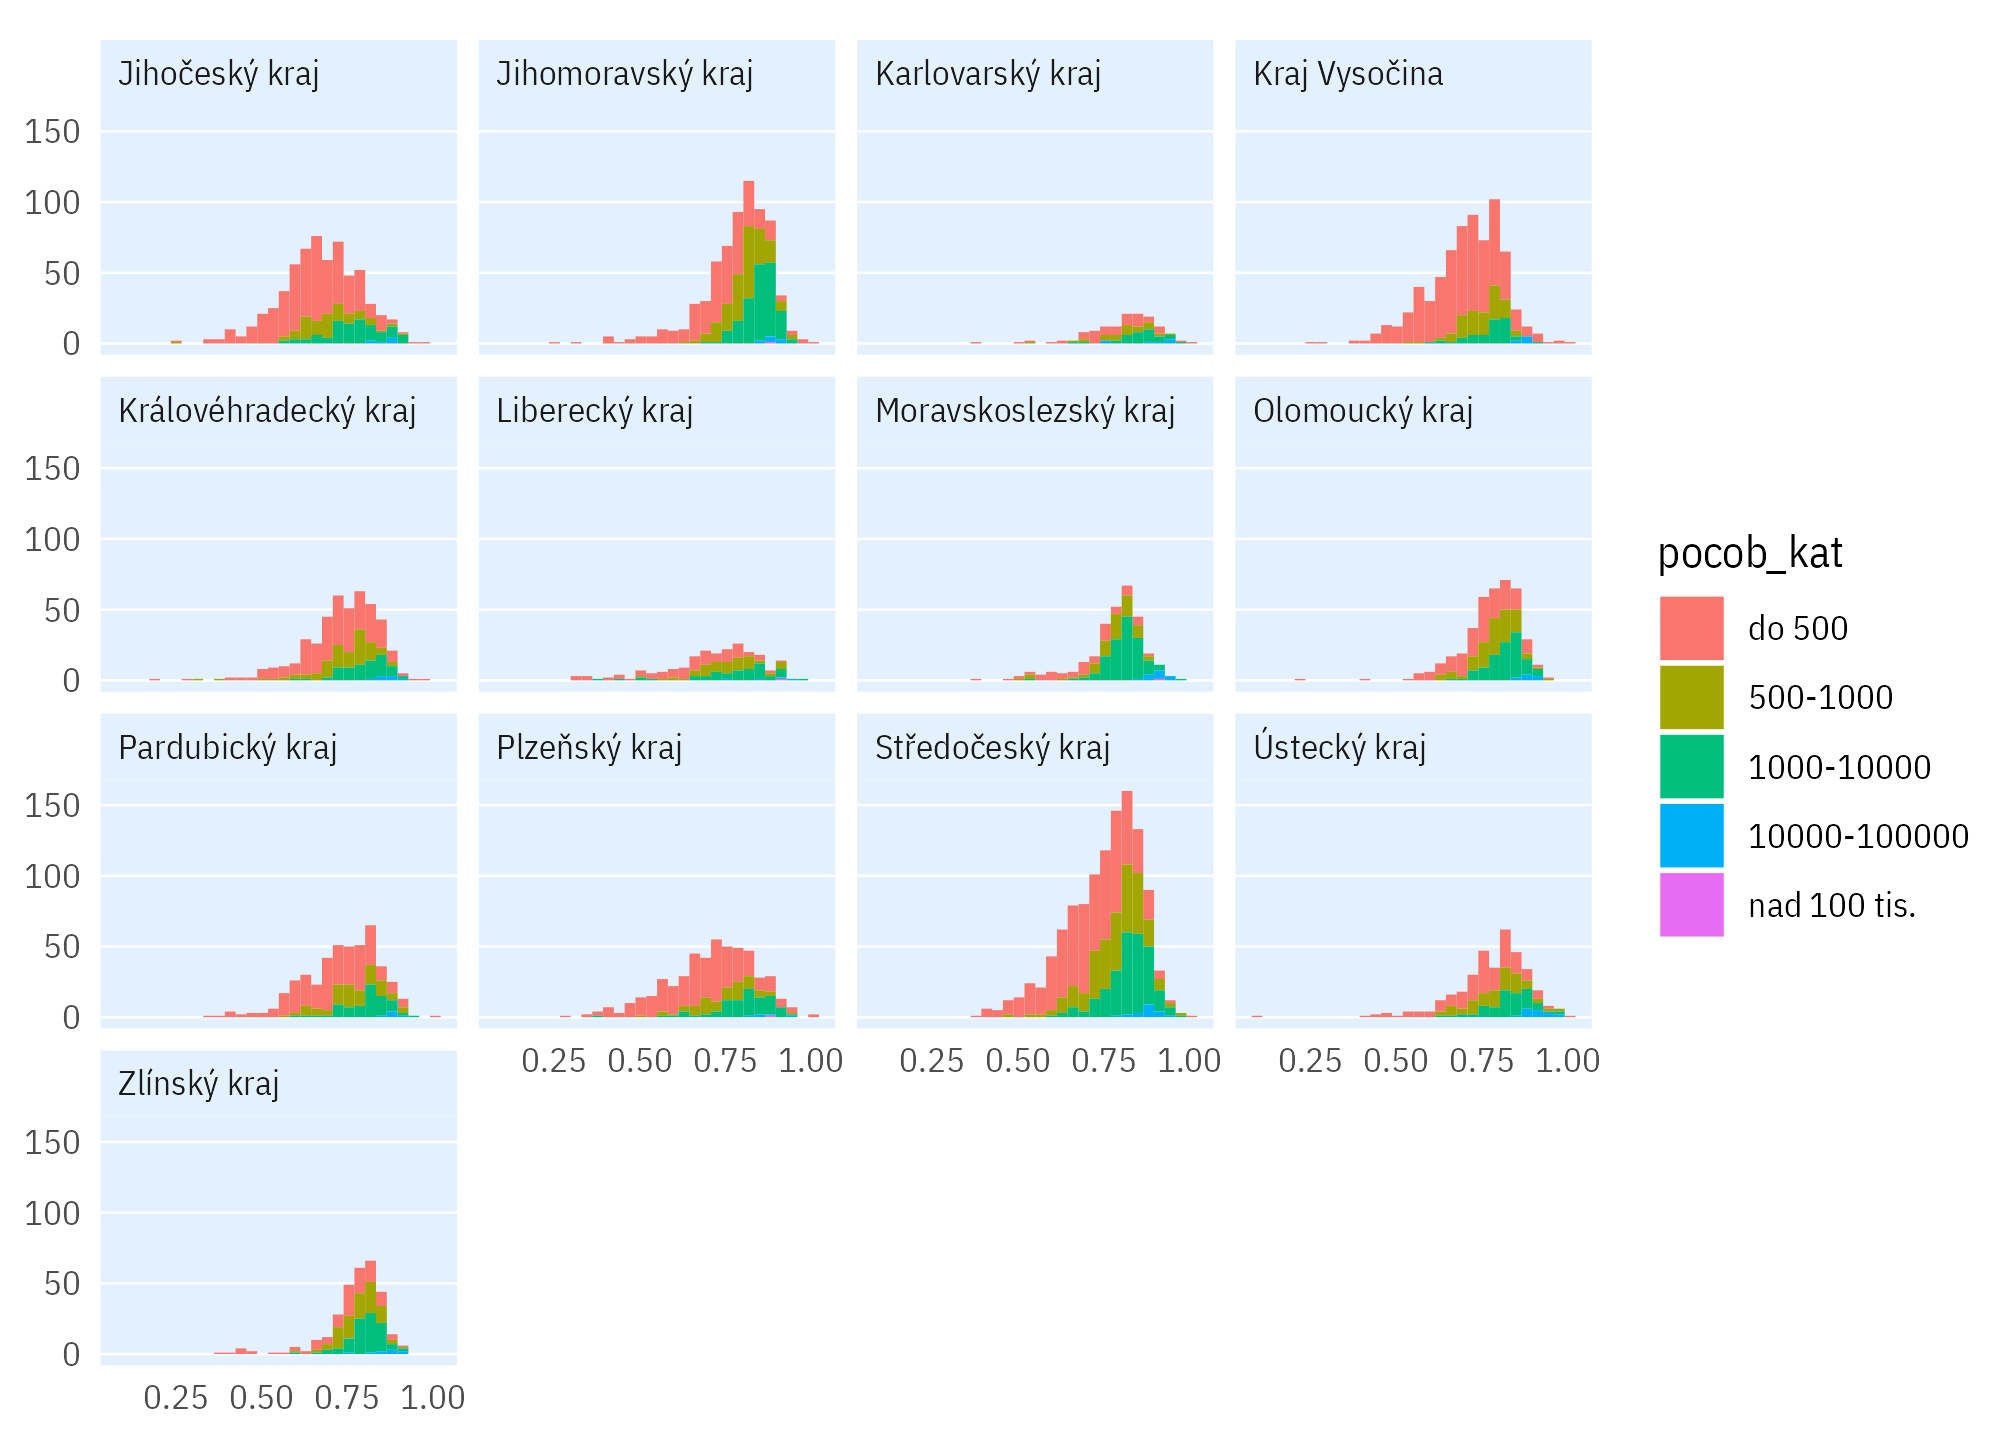 Jihočeský kraj
Jihomoravský kraj
Karlovarský kraj
Kraj Vysočina
150
100
50
0
Královéhradecký kraj
Liberecký kraj
Moravskoslezský kraj
Olomoucký kraj
150
100
50
0
Pardubický kraj
Plzeňský kraj
Středočeský kraj
Ústecký kraj
150
100
50
0
0.25 0.50 0.75 1.00
0.25 0.50 0.75 1.00
0.25 0.50 0.75 1.00
Zlínský kraj
150
100
50
0
0.25 0.50 0.75 1.00
pocob_kat
do 500
500-1000
1000-10000
10000-100000
nad 100 tis.